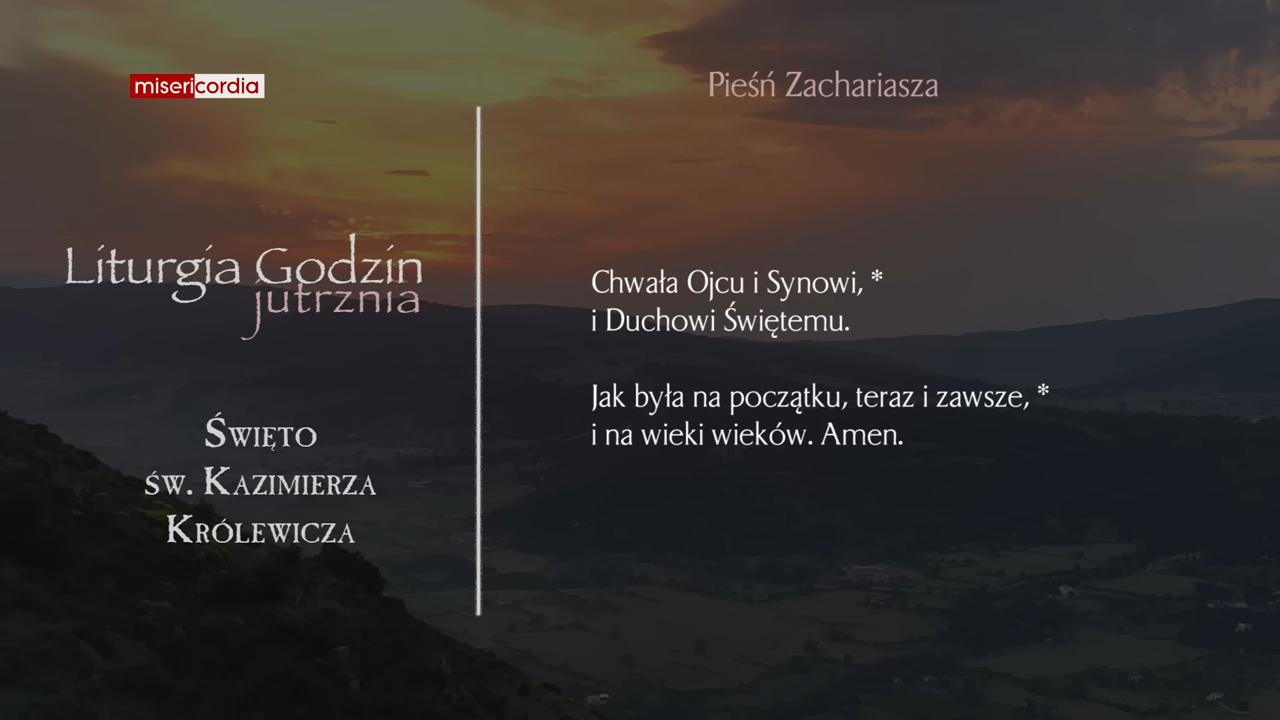 misericordia
Pieśń Zachariasza
Liturgia Godzin
jutrznia
Święto
św. Kazimierza
Królewicza
Chwała Ojcu i Synowi, *
i Duchowi Świętemu.
Jak była na początku, teraz i zawsze, *
i na wieki wieków. Amen.